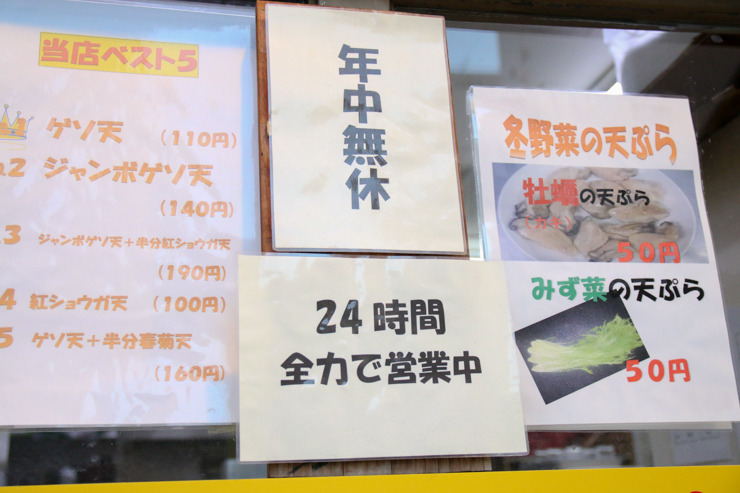 当店ベスト5
1 ゲソ天 (110円)
2 ジャンボゲソ天
(140円)
3 ジャンボゲソ天+半分紅ショウガ天
(190円)
4 紅ショウガ天 (100円)
5 ゲソ天+半分春菊天
(160円)
年中無休
24時間
全力で営業中
冬野菜の天ぷら
牡蠣の天ぷら
(カキ)
50円
みず菜の天ぷら
50円